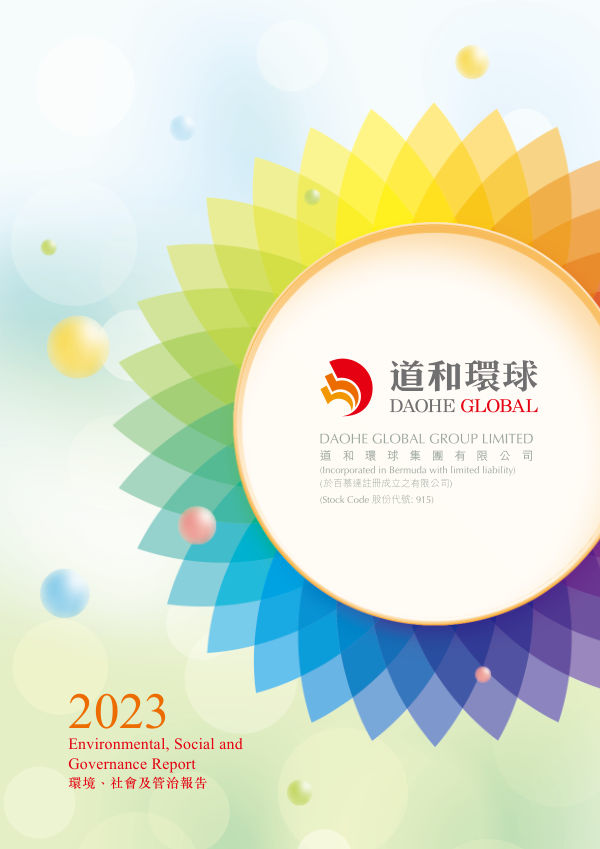 道和環球
DAOHE GLOBAL
DAOHE GLOBAL GROUP LIMITED
道和環球集團有限公司
(Incorporated in Bermuda with limited liability)
(於百慕達註冊成立之有限公司)
(Stock Code 股份代號: 915)
2023
Environmental, Social and
Governance Report
環境、社會及管治報告